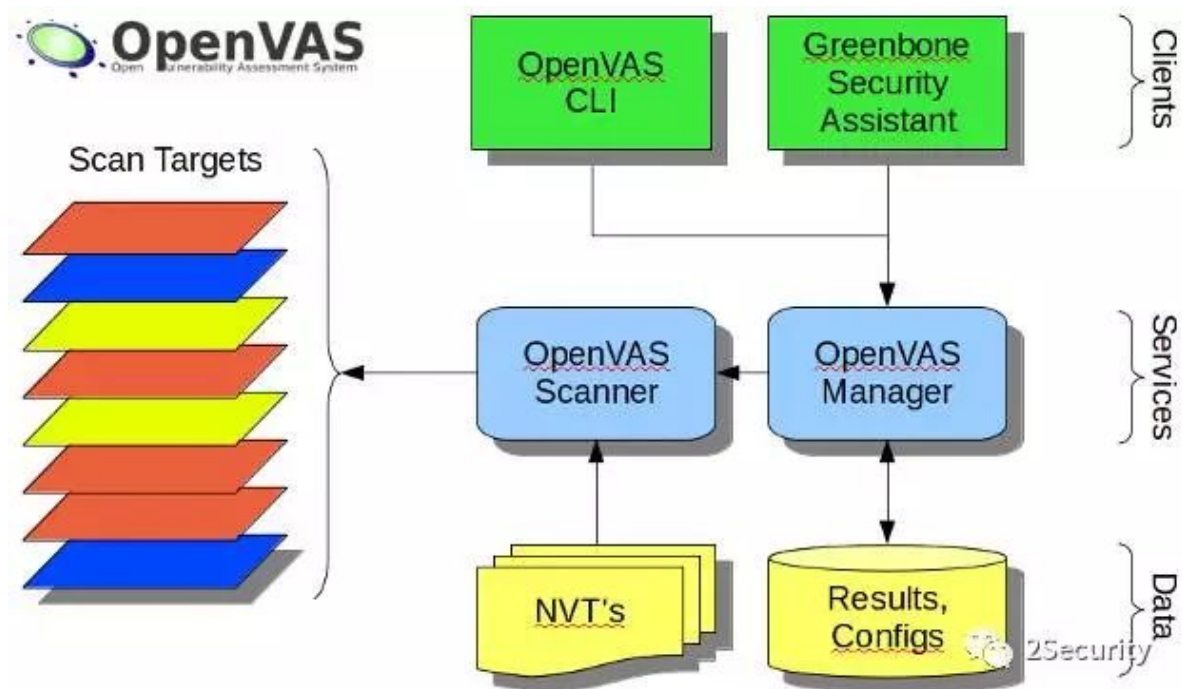 OpenVAS
Open Vulnerability Assessment System
OpenVAS
CLI
Greenbone
Security
Assistant
Clients
Scan Targets
OpenVAS
Scanner
OpenVAS
Manager
Services
NVT's
Results,
Configs
Data
2Security